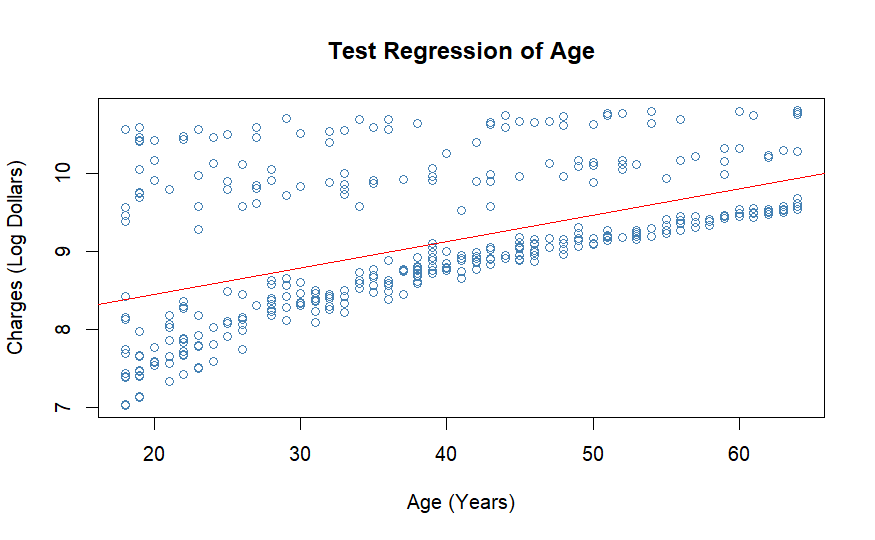 Test Regression of Age
Charges (Log Dollars)
10
9
8
7
20 30 40 50 60
Age (Years)